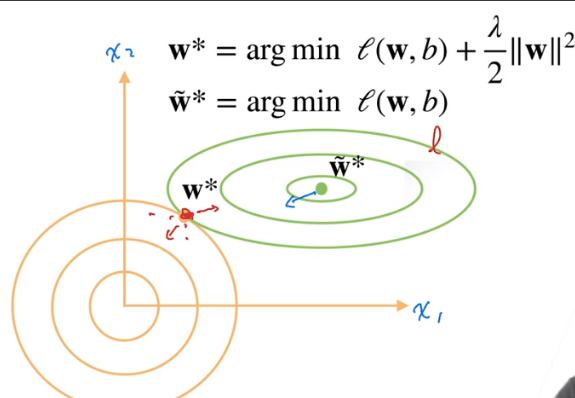 x₂
w* = arg min ℓ(w, b) + λ/2 ||w||²
w̃* = arg min ℓ(w, b)
ℓ
w̃*
w*
x₁